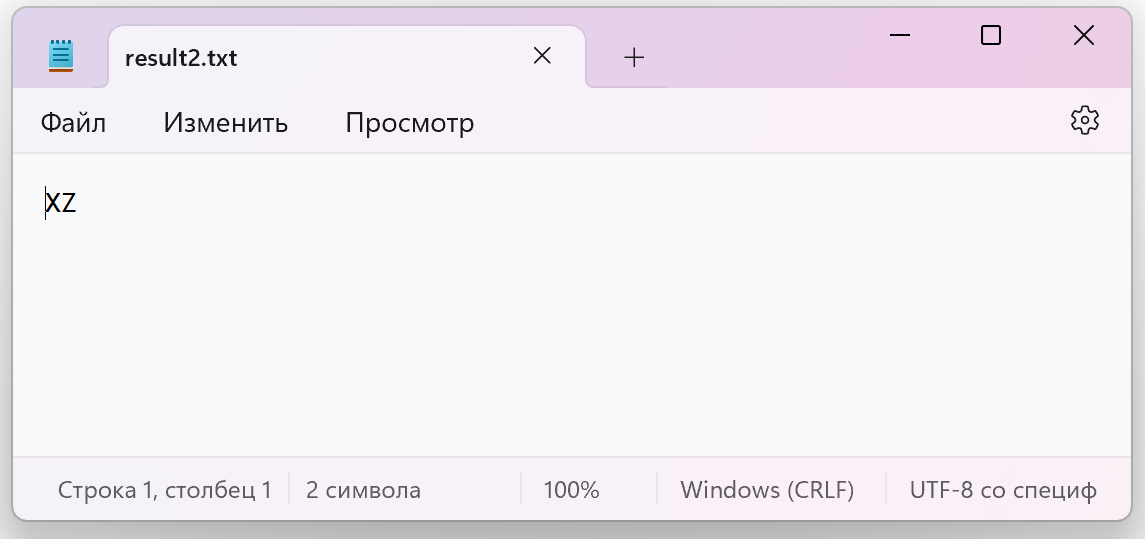 result2.txt
Файл Изменить Просмотр
XZ
Строка 1, столбец 1 2 символа 100% Windows (CRLF) UTF-8 со специф